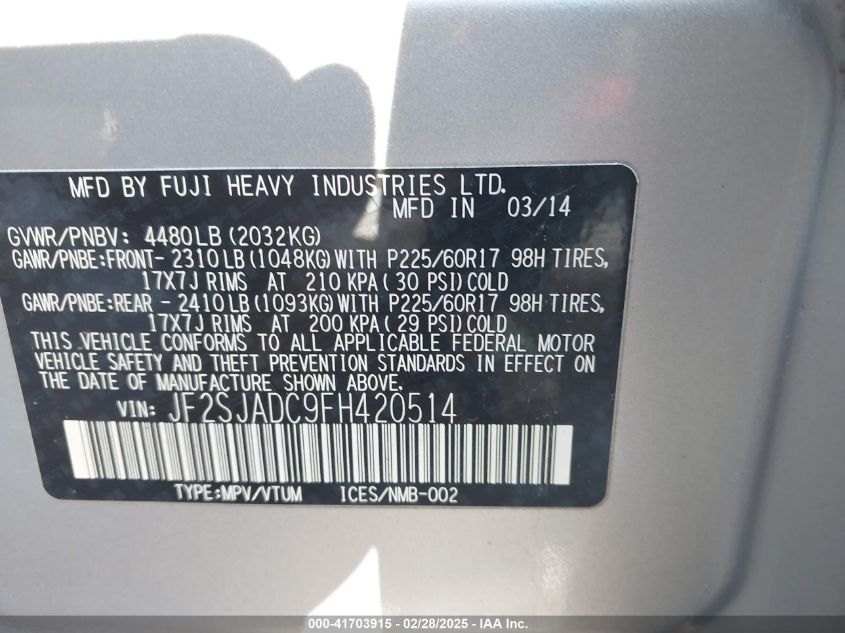 MFD BY FUJI HEAVY INDUSTRIES LTD.
MFD IN 03/14
GVWR/PNBV: 4480LB (2032KG)
GAWR/PNBE:FRONT- 2310LB (1048KG) WITH P225/60R17 98H TIRES,
17X7J RIMS AT 210 KPA ( 30 PSI) COLD
GAWR/PNBE:REAR - 2410LB (1093KG) WITH P225/60R17 98H TIRES,
17X7J RIMS AT 200 KPA ( 29 PSI) COLD
THIS VEHICLE CONFORMS TO ALL APPLICABLE FEDERAL MOTOR
VEHICLE SAFETY AND THEFT PREVENTION STANDARDS IN EFFECT ON
THE DATE OF MANUFACTURE SHOWN ABOVE.
VIN: JF2SJADC9FH420514
TYPE:MPV/VTUM ICES/NMB-002
000-41703915 - 02/28/2025 - IAA Inc.